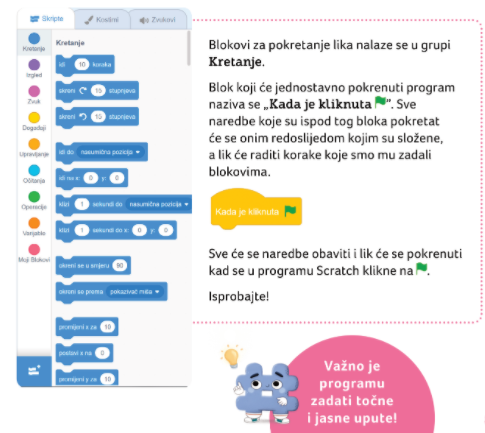 Skripte
Kostimi
Zvukovi
Kretanje
Izgled
Zvuk
Događaji
Upravljanje
Očitanja
Operacije
Varijable
Moji Blokovi
Kretanje
idi 10 koraka
skreni 15 stupnjeva
skreni 15 stupnjeva
idi do nasumična pozicija
idi na x: 0 y: 0
klizi 1 sekundi do nasumična pozicija
klizi 1 sekundi do x: 0 y: 0
okreni se u smjeru 90
okreni se prema pokazivač miša
promijeni x za 10
postavi x na 0
promijeni y za 10
Blokovi za pokretanje lika nalaze se u grupi
Kretanje.
Blok koji će jednostavno pokrenuti program
naziva se „Kada je kliknuta ”. Sve
naredbe koje su ispod tog bloka pokretat
će se onim redoslijedom kojim su složene,
a lik će raditi korake koje smo mu zadali
blokovima.
Kada je kliknuta
Sve će se naredbe obaviti i lik će se pokrenuti
kad se u programu Scratch klikne na .
Isprobajte!
Važno je
programu
zadati točne
i jasne upute!